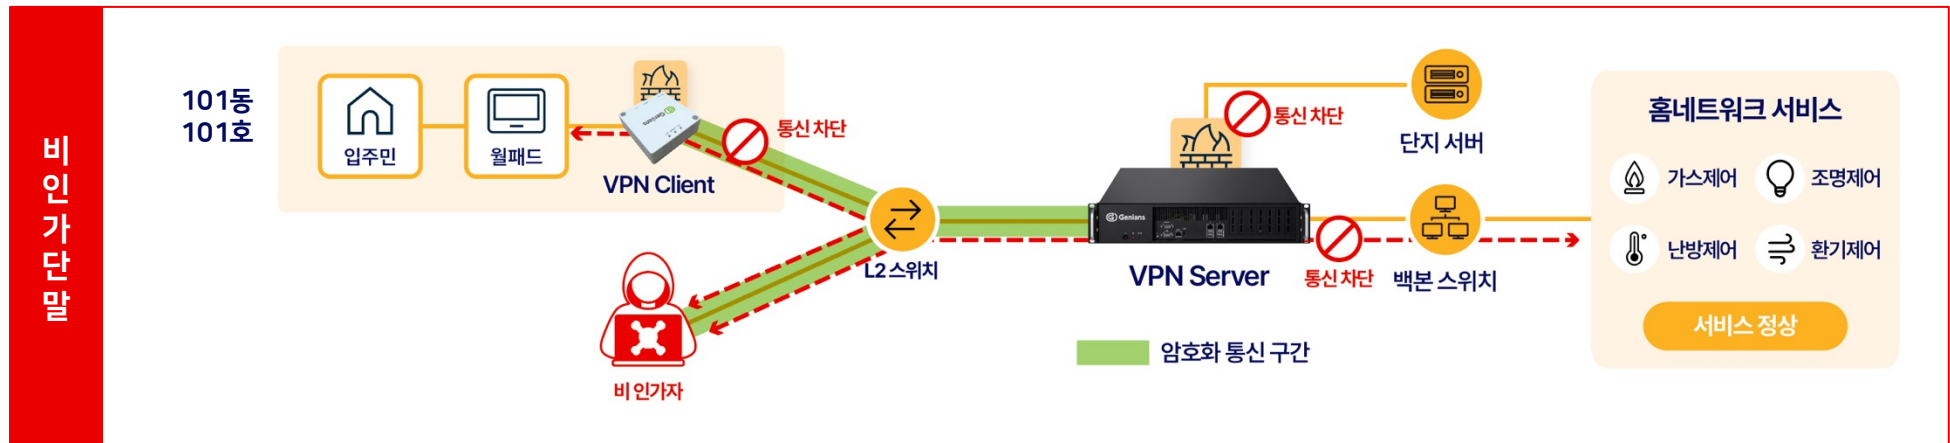 비인가단말
101동
101호
입주민
월패드
Genians
VPN Client
통신 차단
L2 스위치
비 인가자
Genians
VPN Server
통신 차단
단지 서버
통신 차단
백본 스위치
암호화 통신 구간
홈네트워크 서비스
가스제어
조명제어
난방제어
환기제어
서비스 정상